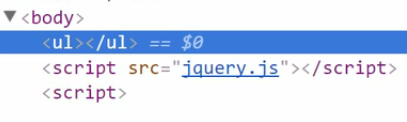 ▼<body>
<ul></ul> == $0
<script src="jquery.js"></script>
<script>